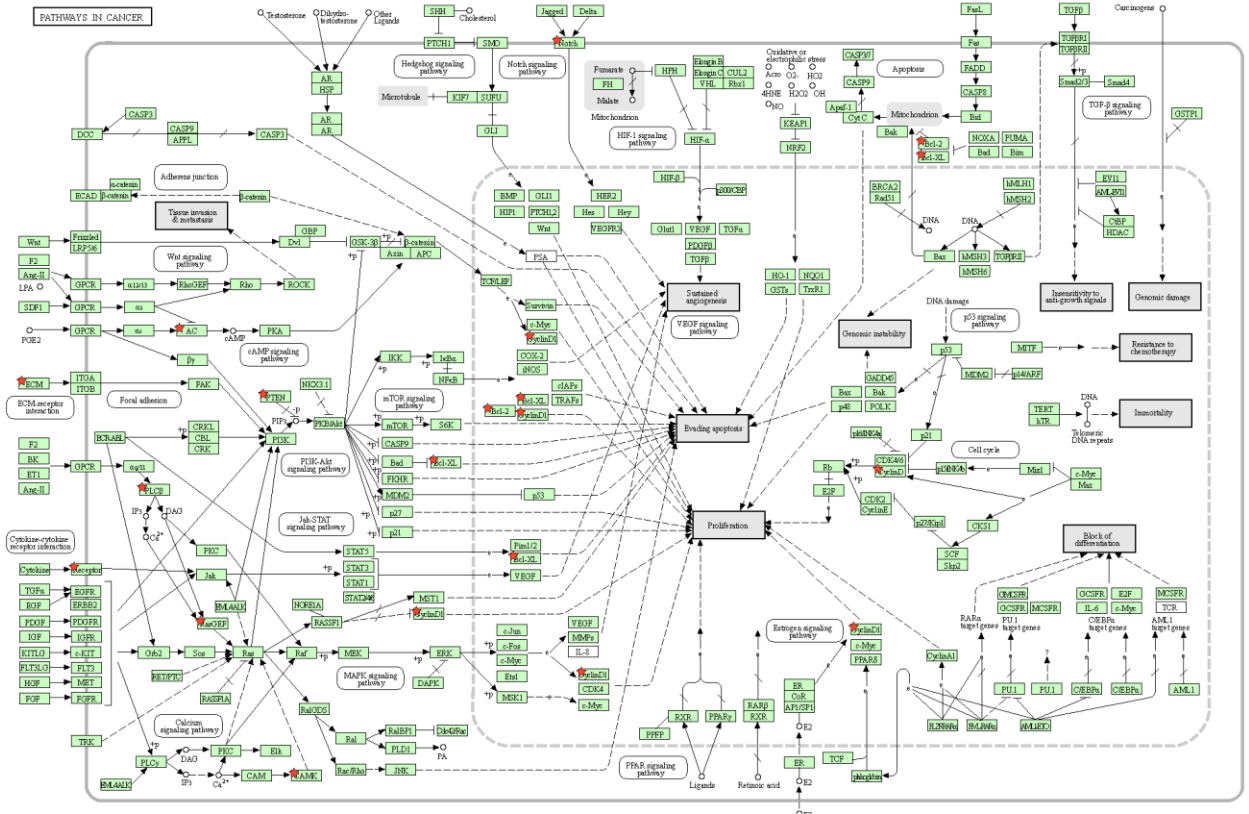 PATHWAYS IN CANCER
Testosterone
Dihydro-
testosterone
Other
Ligands
SHH
Cholesterol
PTCH1
SMO
Hedgehog signaling
pathway
Microtubule
KIF7
SUFU
GLI
Jagged
Delta
Notch
Notch signaling
pathway
Fumarate
FH
Malate
Mitochondrion
HPH
Elongin B
Elongin C
CUL2
VHL
Rbx1
HIF-1 signaling
pathway
HIF-α
Oxidative or
electrophilic stress
Acro
O2-
HO2
4HNE
H2O2
OH
NO
KEAP1
NRF2
CASP3/7
CASP9
Apaf-1
CytC
Apoptosis
Mitochondrion
FasL
Fas
FADD
CASP8
Bid
Bak
Bcl-2
Bcl-XL
NOXA
PUMA
Bad
Bim
TGFβ
TGFβRI
TGFβRII
Smad2/3
Smad4
TGF-β signaling
pathway
Carcinogens
GSTP1
AR
HSP
AR
AR
DCC
CASP3
CASP9
APPL
CASP3
Adherens junction
ECAD
α-catenin
β-catenin
β-catenin
Tissue invasion
& metastasis
Wnt
Frizzled
LRP5/6
Dvl
GBP
GSK-3β
β-catenin
Axin
APC
Wnt signaling
pathway
F2
Ang-II
LPA
GPCR
α12/13
RhoGEF
Rho
ROCK
SDF1
GPCR
αi
PGE2
GPCR
αs
AC
cAMP
PKA
cAMP signaling
pathway
βγ
ECM
ECM-receptor
interaction
ITGA
ITGB
FAK
Focal adhesion
PTEN
NKX3.1
PIP3
PKB/Akt
PI3K
PI3K-Akt
signaling pathway
BCR-ABL
CRKL
CBL
CRK
F2
BK
ET1
Ang-II
GPCR
αq/11
PLCβ
IP3
DAG
Ca2+
PKC
Jak-STAT
signaling pathway
Cytokine-cytokine
receptor interaction
Cytokine
Receptor
Jak
EML4-ALK
RasGEF
TGFα
EGFR
EGF
ERBB2
PDGF
PDGFR
IGF
IGFR
KITLG
c-KIT
FLT3LG
FLT3
HGF
MET
FGF
FGFR
TRK
Grb2
Sos
Ras
Raf
MEK
ERK
RET/PTC
RASSF1A
NORE1A
RASSF1
MST1
CyclinD1
MAPK signaling
pathway
DAPK
MSK1
Calcium
signaling pathway
PLCγ
EML4-ALK
DAG
IP3
Ca2+
PKC
Elk
CAM
CAMK
RalGDS
Ral
RalBP1
Cdc42/Rac
PLD1
PA
Rac/Rho
JNK
IKK
IκBα
NFκB
mTOR signaling
pathway
mTOR
S6K
CASP9
Bad
Bcl-XL
FKHR
MDM2
p53
p27
p21
STAT5
STAT3
STAT1
Pim1/2
Bcl-XL
VEGF
TCF/LEF
Survivin
c-Myc
CyclinD1
COX-2
iNOS
cIAPs
TRAFs
Bcl-XL
Bcl-2
CyclinD1
c-Jun
c-Fos
c-Myc
Ets1
VEGF
MMPs
IL-8
CyclinD1
CDK4
c-Myc
BMP
GLI1
HIP1
PTCH1,2
Wnt
PSA
HER2
Hes
Hey
VEGFR3
HIF-β
p300/CBP
Glut1
VEGF
TGFα
PDGFβ
TGFβ
Sustained
angiogenesis
VEGF signaling
pathway
HO-1
NQO1
GSTs
TrxR1
Evading apoptosis
Proliferation
BRCA2
Rad51
DNA
hMLH1
hMSH2
DNA
Bax
hMSH3
TGFβRII
hMSH6
EVI1
AML-EVI1
CtBP
HDAC
Insensitivity to
anti-growth signals
Genomic damage
Genomic instability
DNA damage
p53 signaling
pathway
p53
MDM2
p14/ARF
MITF
Resistance to
chemotherapy
GADD45
Bax
Bak
p48
POLK
p21
TERT
hTR
DNA
Telomeric
DNA repeats
Immortality
Cell cycle
p16/INK4a
CDK4/6
CyclinD
p15/INK4b
Miz1
c-Myc
Max
Rb
E2F
CDK2
CyclinE
p27/Kip1
CKS1
SCF
Skp2
Block of
differentiation
Estrogen signaling
pathway
CyclinD1
c-Myc
PPARδ
ER
CoR
AP1/SP1
E2
ER
E2
TCF
RARβ
RXR
Retinoic acid
RXR
PPARγ
PPFP
Ligands
PPAR signaling
pathway
CyclinA1
RARα
target genes
GMCSFR
GCSFR
MCSFR
PU.1
target genes
GCSFR
E2F
IL-6
c-Myc
C/EBPα
target genes
MCSFR
TCR
AML1
target genes
PU.1
?
PU.1
C/EBPα
C/EBPα
AML1